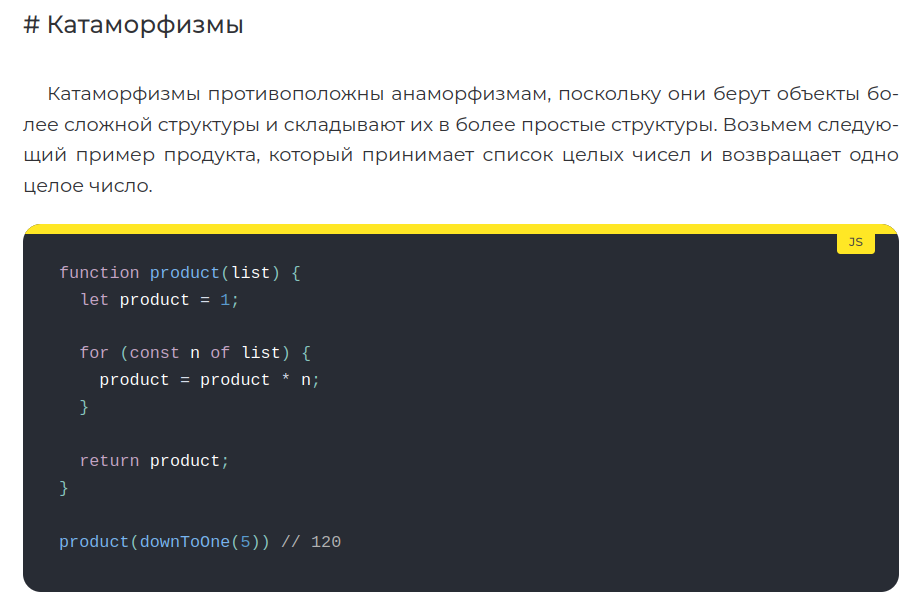 # Катаморфизмы
Катаморфизмы противоположны анаморфизмам, поскольку они берут объекты бо-
лее сложной структуры и складывают их в более простые структуры. Возьмем следую-
щий пример продукта, который принимает список целых чисел и возвращает одно
целое число.
JS
function product(list) {
  let product = 1;

  for (const n of list) {
    product = product * n;
  }

  return product;
}

product(downToOne(5)) // 120